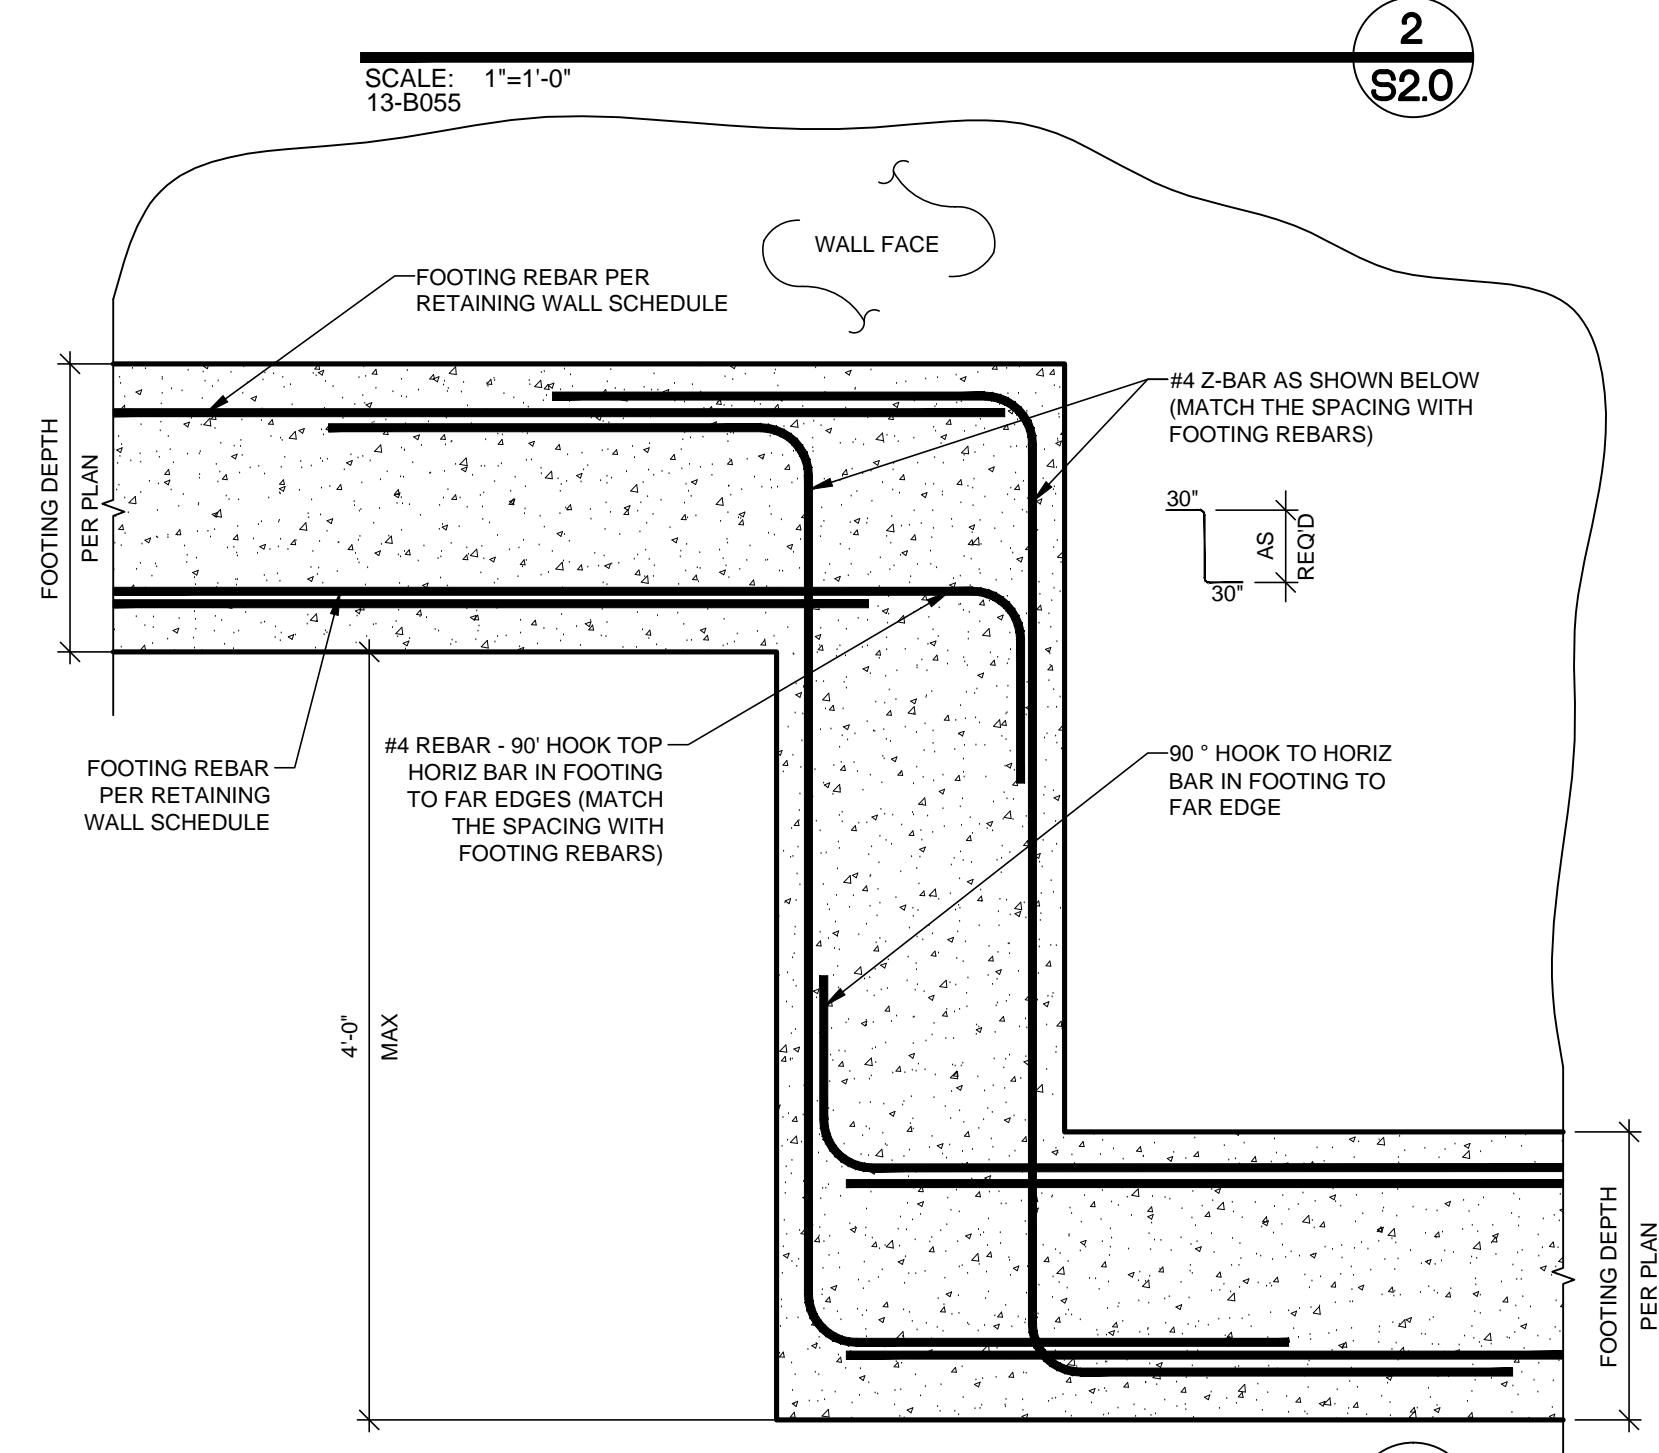 2
S2.0
SCALE: 1"=1'-0"
13-B055
WALL FACE
FOOTING REBAR PER
RETAINING WALL SCHEDULE
#4 Z-BAR AS SHOWN BELOW
(MATCH THE SPACING WITH
FOOTING REBARS)
FOOTING DEPTH
PER PLAN
30"
AS
REQ'D
30"
#4 REBAR - 90' HOOK TOP
HORIZ BAR IN FOOTING
TO FAR EDGES (MATCH
THE SPACING WITH
FOOTING REBARS)
FOOTING REBAR
PER RETAINING
WALL SCHEDULE
90 ° HOOK TO HORIZ
BAR IN FOOTING TO
FAR EDGE
4'-0"
MAX
FOOTING DEPTH
PER PLAN